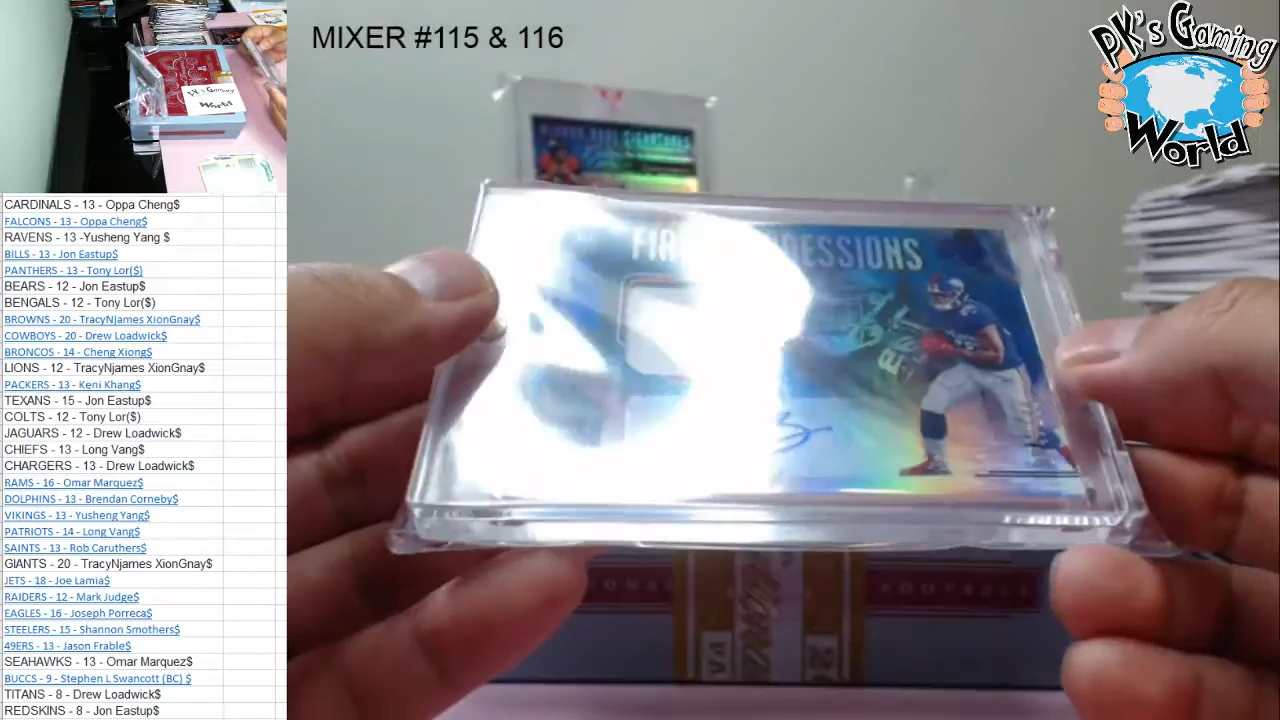 MIXER #115 & 116
PK's Gaming
World
PK's Gaming
World
CARDINALS - 13 - Oppa Cheng$
FALCONS - 13 - Oppa Cheng$
RAVENS - 13 -Yusheng Yang $
BILLS - 13 - Jon Eastup$
PANTHERS - 13 - Tony Lor($)
BEARS - 12 - Jon Eastup$
BENGALS - 12 - Tony Lor($)
BROWNS - 20 - TracyNjames XionGnay$
COWBOYS - 20 - Drew Loadwick$
BRONCOS - 14 - Cheng Xiong$
LIONS - 12 - TracyNjames XionGnay$
PACKERS - 13 - Keni Khang$
TEXANS - 15 - Jon Eastup$
COLTS - 12 - Tony Lor($)
JAGUARS - 12 - Drew Loadwick$
CHIEFS - 13 - Long Vang$
CHARGERS - 13 - Drew Loadwick$
RAMS - 16 - Omar Marquez$
DOLPHINS - 13 - Brendan Corneby$
VIKINGS - 13 - Yusheng Yang$
PATRIOTS - 14 - Long Vang$
SAINTS - 13 - Rob Caruthers$
GIANTS - 20 - TracyNjames XionGnay$
JETS - 18 - Joe Lamia$
RAIDERS - 12 - Mark Judge$
EAGLES - 16 - Joseph Porreca$
STEELERS - 15 - Shannon Smothers$
49ERS - 13 - Jason Frable$
SEAHAWKS - 13 - Omar Marquez$
BUCCS - 9 - Stephen L Swancott (BC) $
TITANS - 8 - Drew Loadwick$
REDSKINS - 8 - Jon Eastup$